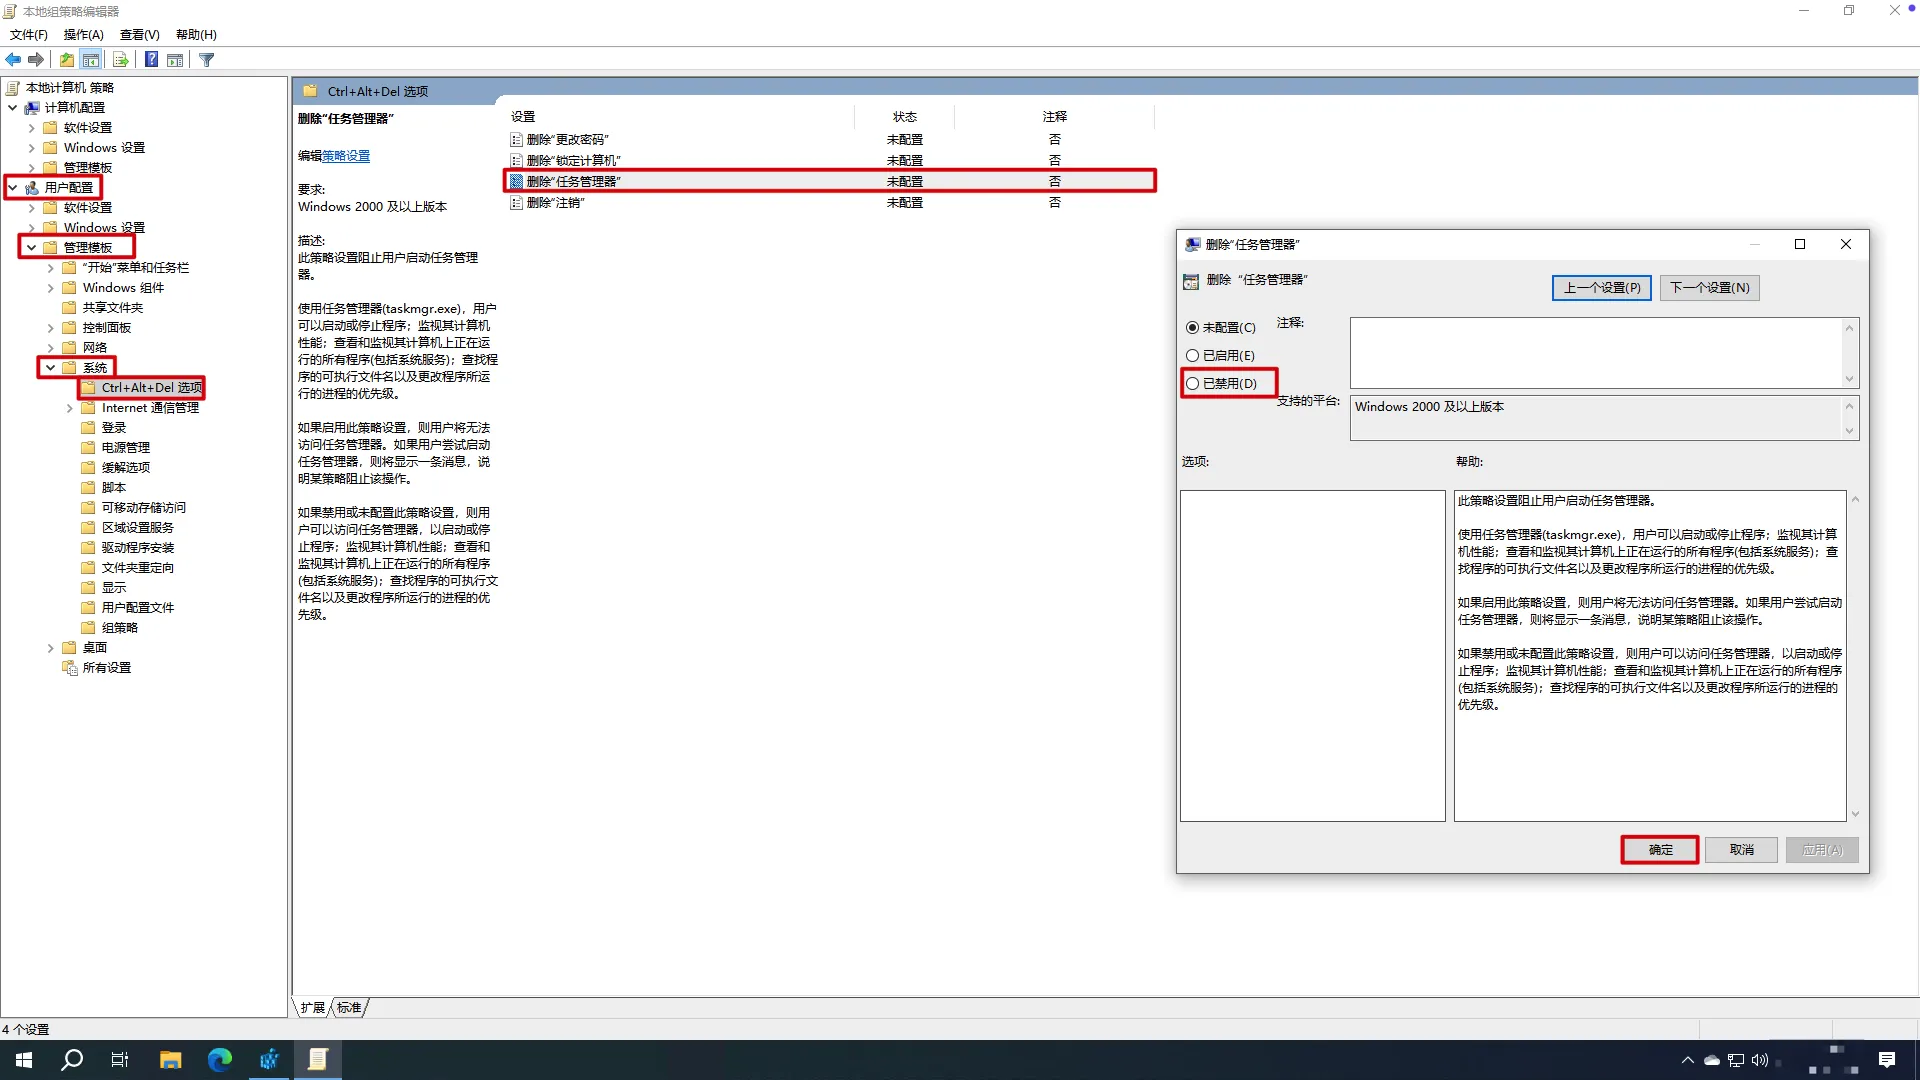 本地组策略编辑器
文件(F) 操作(A) 查看(V) 帮助(H)
本地计算机 策略
计算机配置
软件设置
Windows 设置
管理模板
用户配置
软件设置
Windows 设置
管理模板
“开始”菜单和任务栏
Windows 组件
共享文件夹
控制面板
网络
系统
Ctrl+Alt+Del 选项
Internet 通信管理
登录
电源管理
缓解选项
脚本
可移动存储访问
区域设置服务
驱动程序安装
文件夹重定向
显示
用户配置文件
组策略
桌面
所有设置
Ctrl+Alt+Del 选项
删除“任务管理器”
编辑策略设置
要求:
Windows 2000 及以上版本
描述:
此策略设置阻止用户启动任务管理
器。
使用任务管理器(taskmgr.exe)，用户
可以启动或停止程序；监视其计算机
性能；查看和监视其计算机上正在运
行的所有程序(包括系统服务)；查找程
序的可执行文件名以及更改程序所运
行的进程的优先级。
如果启用此策略设置，则用户将无法
访问任务管理器。如果用户尝试启动
任务管理器，则将显示一条消息，说
明某策略阻止该操作。
如果禁用或未配置此策略设置，则用
户可以访问任务管理器，以启动或停
止程序；监视其计算机性能；查看和
监视其计算机上正在运行的所有程序
(包括系统服务)；查找程序的可执行文
件名以及更改程序所运行的进程的优
先级。
设置 状态 注释
删除“更改密码” 未配置 否
删除“锁定计算机” 未配置 否
删除“任务管理器” 未配置 否
删除“注销” 未配置 否
扩展 标准
4 个设置
删除“任务管理器”
删除 “任务管理器”
上一个设置(P) 下一个设置(N)
未配置(C) 注释:
已启用(E)
已禁用(D)
支持的平台: Windows 2000 及以上版本
选项: 帮助:
此策略设置阻止用户启动任务管理器。
使用任务管理器(taskmgr.exe)，用户可以启动或停止程序；监视其计算
机性能；查看和监视其计算机上正在运行的所有程序(包括系统服务)；查
找程序的可执行文件名以及更改程序所运行的进程的优先级。
如果启用此策略设置，则用户将无法访问任务管理器。如果用户尝试启动
任务管理器，则将显示一条消息，说明某策略阻止该操作。
如果禁用或未配置此策略设置，则用户可以访问任务管理器，以启动或停
止程序；监视其计算机性能；查看和监视其计算机上正在运行的所有程序
(包括系统服务)；查找程序的可执行文件名以及更改程序所运行的进程的
优先级。
确定 取消 应用(A)